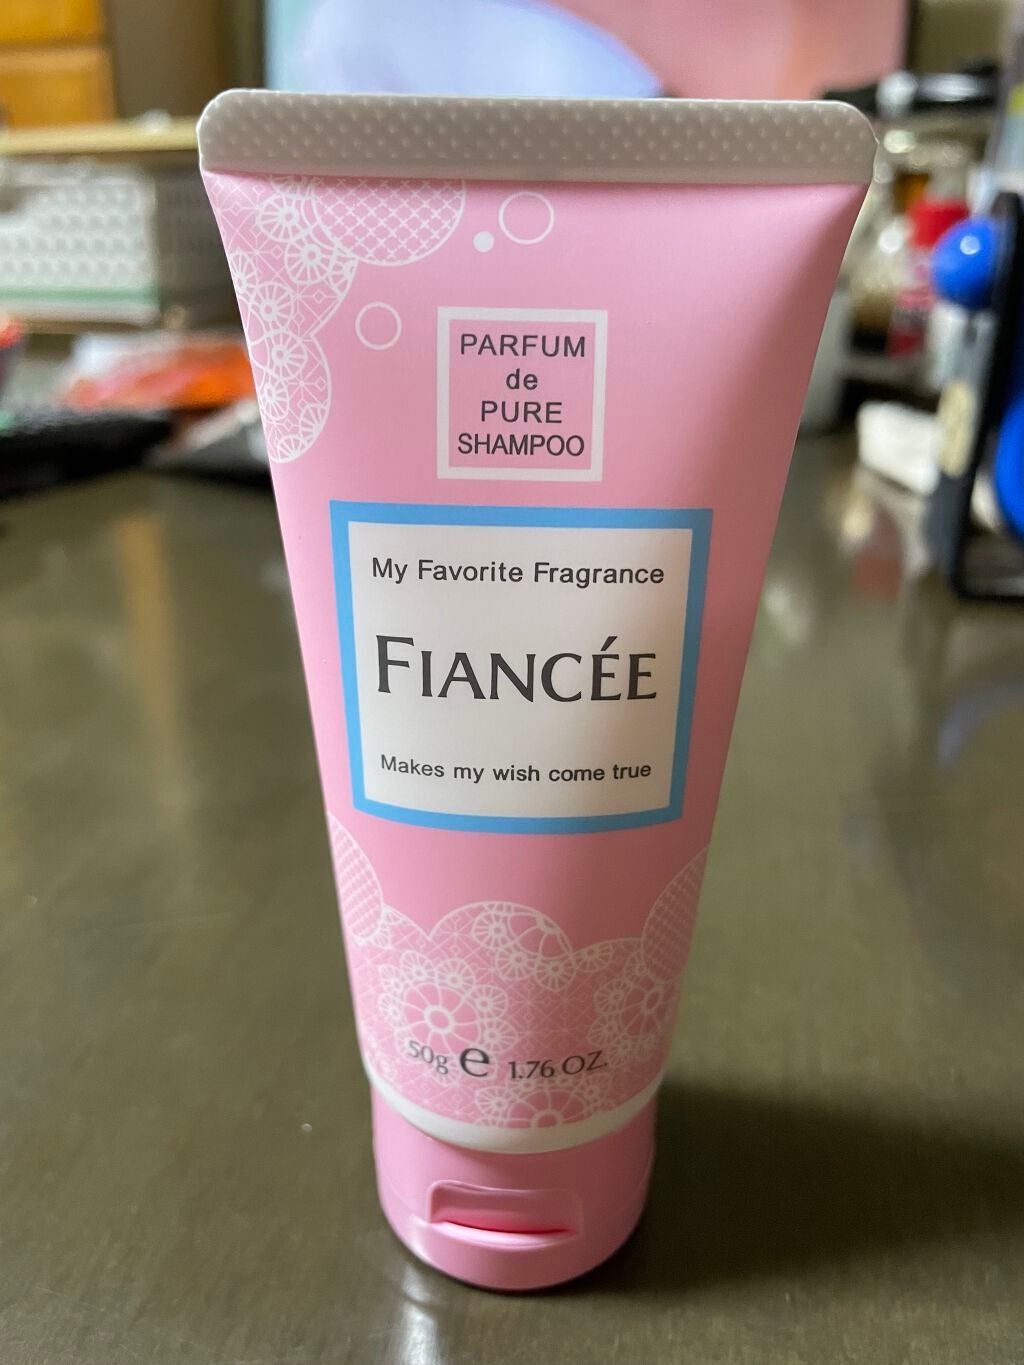 PARFUM
de
PURE
SHAMPOO
My Favorite Fragrance
FIANCÉE
Makes my wish come true
50g e 1.76 OZ.